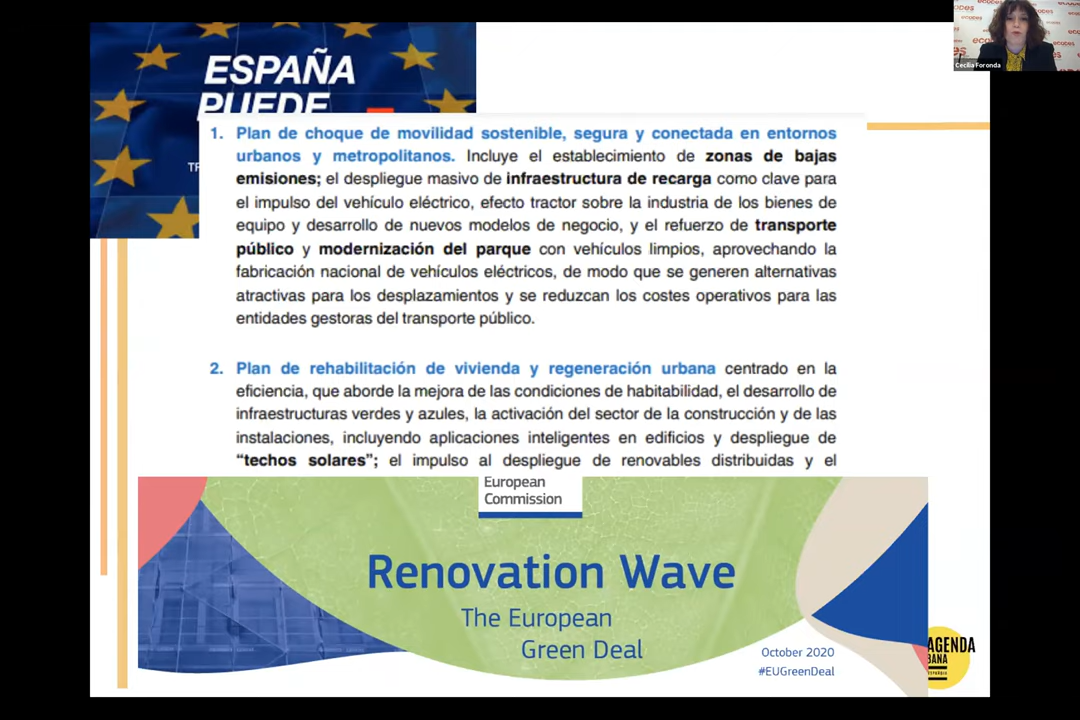 ecodes
Cecilia Foronda
ESPAÑA
PUEDE
1. Plan de choque de movilidad sostenible, segura y conectada en entornos
urbanos y metropolitanos. Incluye el establecimiento de zonas de bajas
emisiones; el despliegue masivo de infraestructura de recarga como clave para
el impulso del vehículo eléctrico, efecto tractor sobre la industria de los bienes de
equipo y desarrollo de nuevos modelos de negocio, y el refuerzo de transporte
público y modernización del parque con vehículos limpios, aprovechando la
fabricación nacional de vehículos eléctricos, de modo que se generen alternativas
atractivas para los desplazamientos y se reduzcan los costes operativos para las
entidades gestoras del transporte público.
2. Plan de rehabilitación de vivienda y regeneración urbana centrado en la
eficiencia, que aborde la mejora de las condiciones de habitabilidad, el desarrollo de
infraestructuras verdes y azules, la activación del sector de la construcción y de las
instalaciones, incluyendo aplicaciones inteligentes en edificios y despliegue de
“techos solares”; el impulso al despliegue de renovables distribuidas y el
European
Commission
Renovation Wave
The European
Green Deal
October 2020
#EUGreenDeal
AGENDA
BANA
ESPAÑOLA